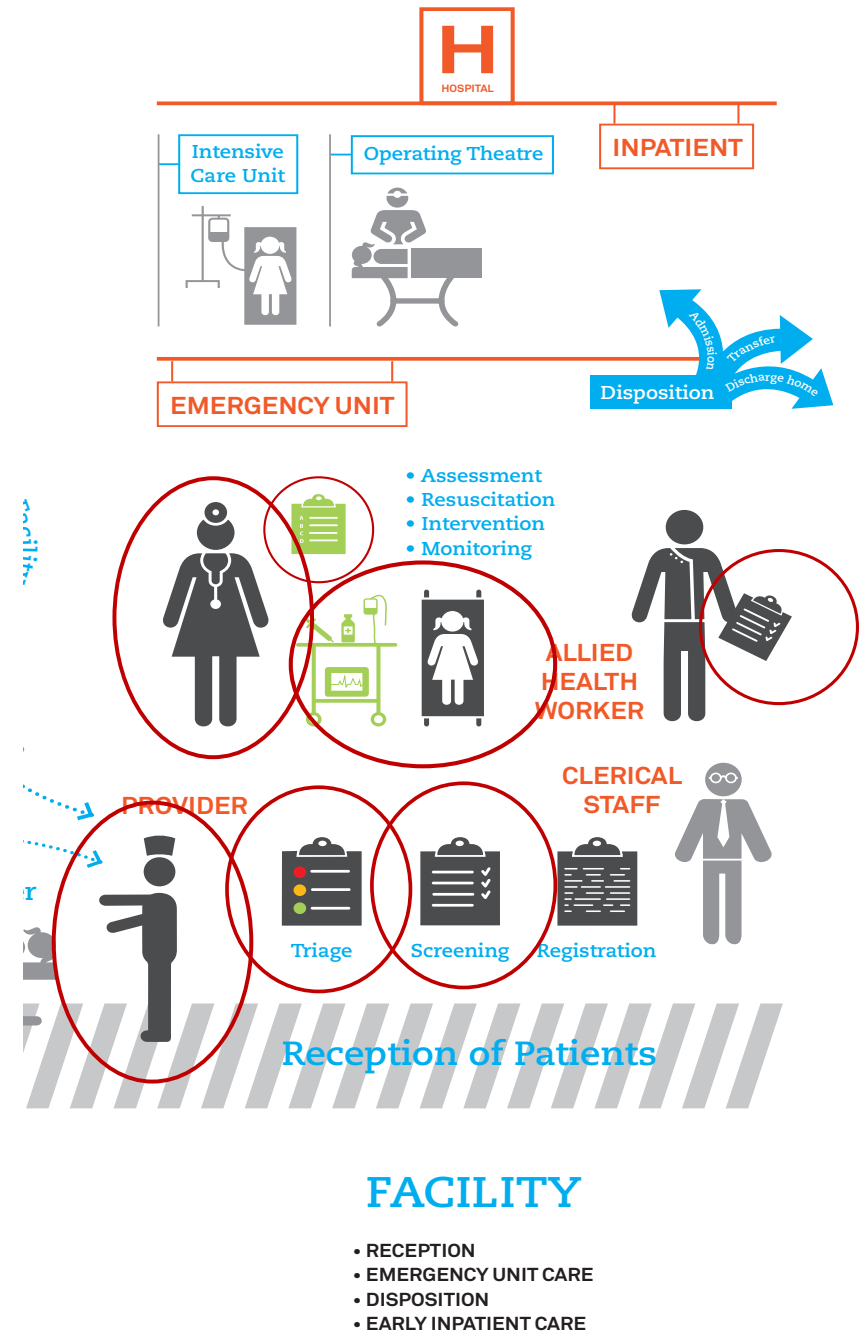 H
HOSPITAL
INPATIENT
Intensive
Care Unit
Operating Theatre
Admission
Transfer
Discharge home
Disposition
EMERGENCY UNIT
• Assessment
• Resuscitation
• Intervention
• Monitoring
A
B
C
D
ALLIED
HEALTH
WORKER
PROVIDER
CLERICAL
STAFF
Triage
Screening
Registration
Reception of Patients
FACILITY
• RECEPTION
• EMERGENCY UNIT CARE
• DISPOSITION
• EARLY INPATIENT CARE